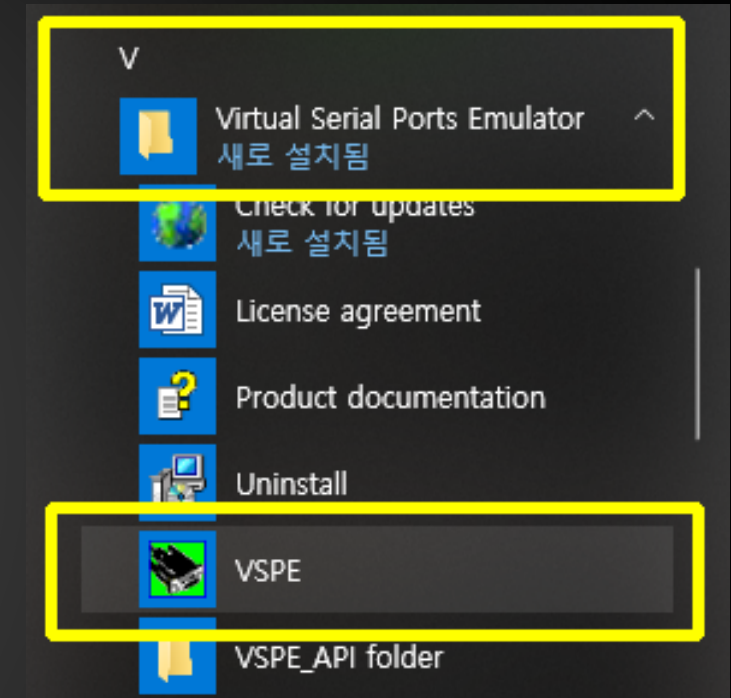 V
Virtual Serial Ports Emulator
새로 설치됨
Check for updates
새로 설치됨
License agreement
Product documentation
Uninstall
VSPE
VSPE_API folder